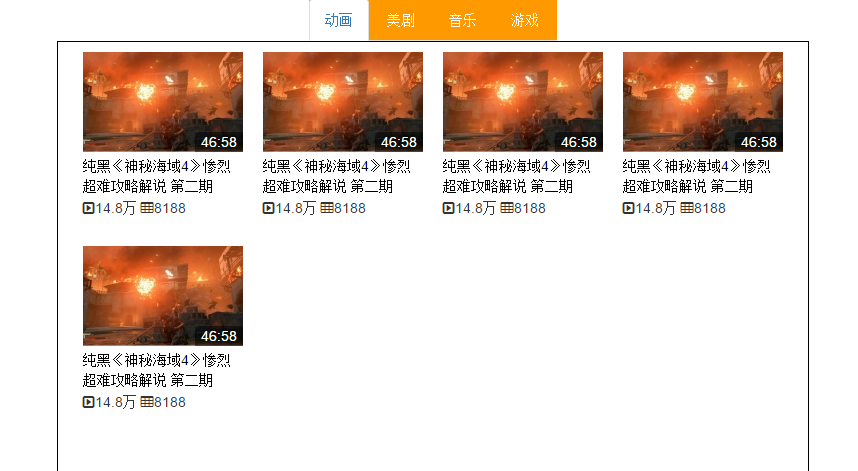 动画 美剧 音乐 游戏
46:58 46:58 46:58 46:58
纯黑《神秘海域4》惨烈 纯黑《神秘海域4》惨烈 纯黑《神秘海域4》惨烈 纯黑《神秘海域4》惨烈
超难攻略解说 第二期 超难攻略解说 第二期 超难攻略解说 第二期 超难攻略解说 第二期
14.8万 8188 14.8万 8188 14.8万 8188 14.8万 8188
46:58
纯黑《神秘海域4》惨烈
超难攻略解说 第二期
14.8万 8188